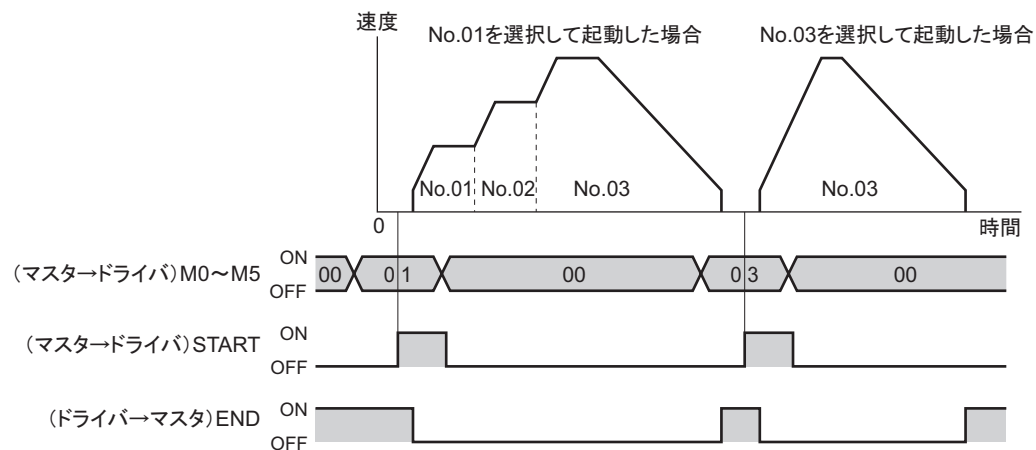 速度
No.01を選択して起動した場合
No.03を選択して起動した場合
No.01 No.02 No.03
No.03
0
時間
(マスタ→ドライバ)M0～M5
ON
OFF
00 01 00 03 00
(マスタ→ドライバ)START
ON
OFF
(ドライバ→マスタ)END
ON
OFF